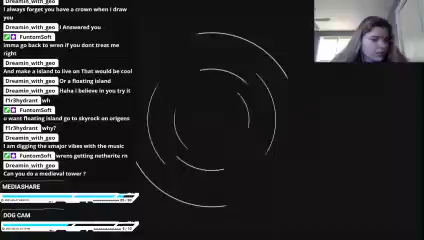 Dreamin_with_geo
I always forget you have a crown when I draw
you
Dreamin_with_geo I Answered you
FuntomSoft
imma go back to wren if you dont treat me
right
Dreamin_with_geo
And make a island to live on That would be cool
Dreamin_with_geo Or a floating island
Dreamin_with_geo Haha I believe in you try it
f1r3hydrant wh
FuntomSoft
u want floating island go to skyrock on origens
f1r3hydrant why?
Dreamin_with_geo
I am digging the smajor vibes with the music
FuntomSoft wrens getting netherite rn
Dreamin_with_geo
Can you do a medieval tower ?
MEDIASHARE
DOG CAM